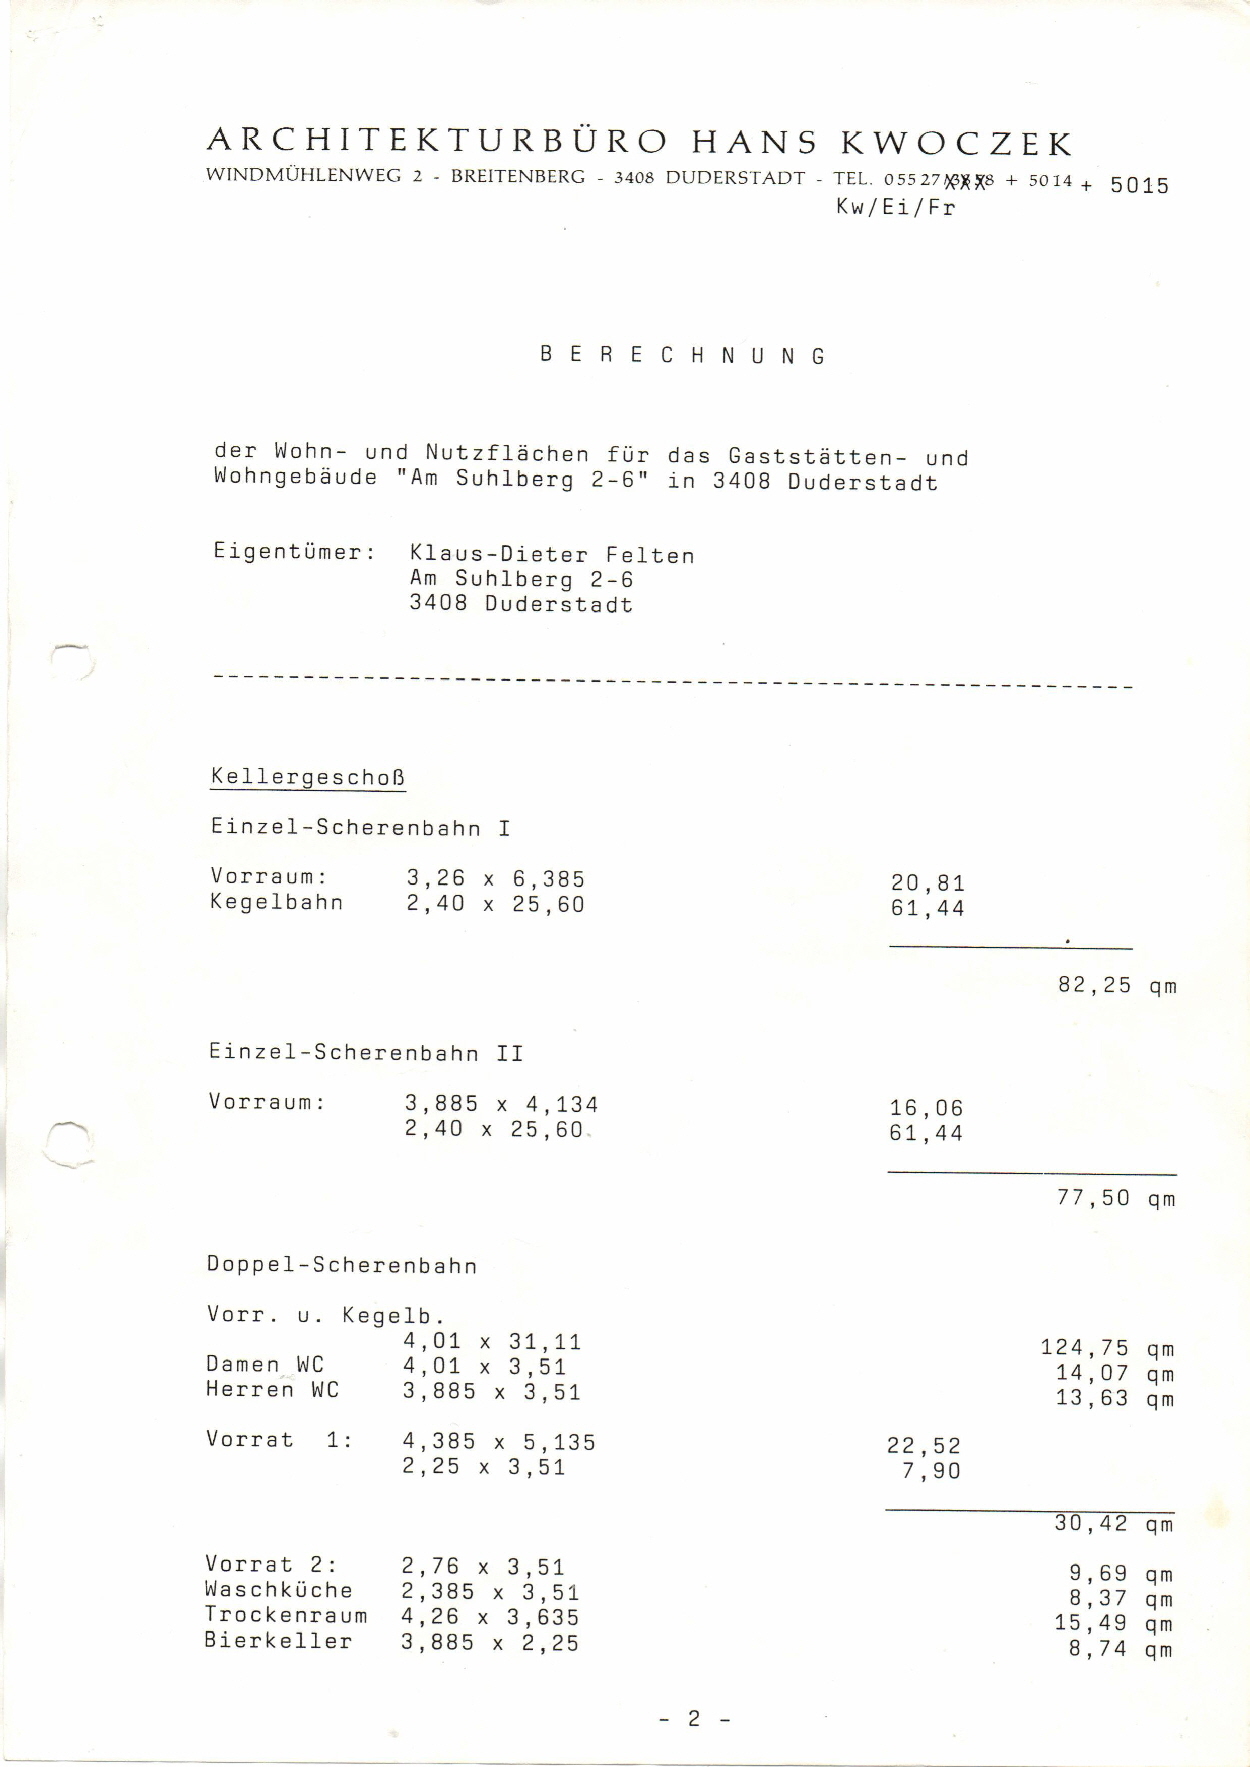 ARCHITEKTURBÜRO HANS KWOCZEK
WINDMÜHLENWEG 2 - BREITENBERG - 3408 DUDERSTADT - TEL. 05527 + 5014 + 5015
Kw/Ei/Fr
B E R E C H N U N G
der Wohn- und Nutzflächen für das Gaststätten- und
Wohngebäude "Am Suhlberg 2-6" in 3408 Duderstadt
Eigentümer: Klaus-Dieter Felten
Am Suhlberg 2-6
3408 Duderstadt
Kellergeschoß
Einzel-Scherenbahn I
Vorraum: 3,26 x 6,385 20,81
Kegelbahn 2,40 x 25,60 61,44
82,25 qm
Einzel-Scherenbahn II
Vorraum: 3,885 x 4,134 16,06
2,40 x 25,60 61,44
77,50 qm
Doppel-Scherenbahn
Vorr. u. Kegelb.
4,01 x 31,11 124,75 qm
Damen WC 4,01 x 3,51 14,07 qm
Herren WC 3,885 x 3,51 13,63 qm
Vorrat 1: 4,385 x 5,135 22,52
2,25 x 3,51 7,90
30,42 qm
Vorrat 2: 2,76 x 3,51 9,69 qm
Waschküche 2,385 x 3,51 8,37 qm
Trockenraum 4,26 x 3,635 15,49 qm
Bierkeller 3,885 x 2,25 8,74 qm
- 2 -